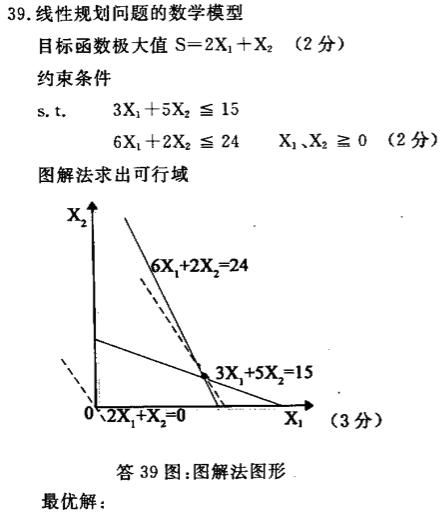 39.线性规划问题的数学模型
目标函数极大值 S=2X₁+X₂ （2分）
约束条件
s.t. 3X₁+5X₂ ≦ 15
6X₁+2X₂ ≦ 24 X₁、X₂ ≧ 0 （2分）
图解法求出可行域
X₂
6X₁+2X₂=24
3X₁+5X₂=15
0 2X₁+X₂=0 X₁ （3分）
答39图:图解法图形
最优解: